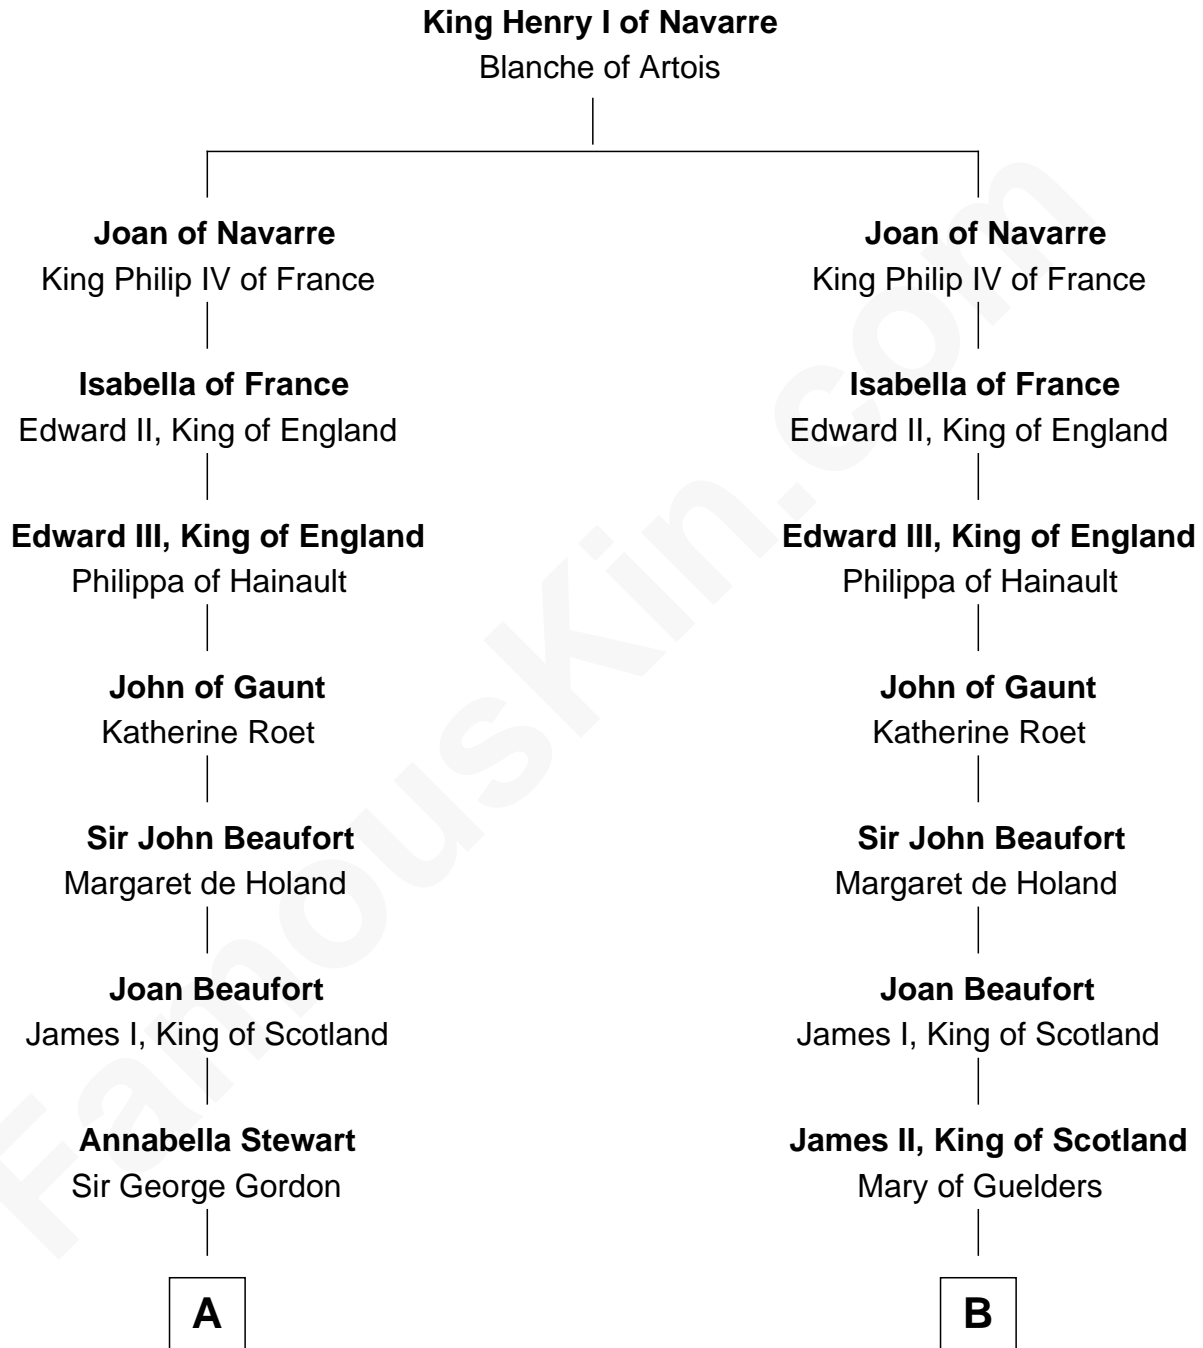 King Henry I of Navarre
Blanche of Artois
Joan of Navarre
King Philip IV of France
Isabella of France
Edward II, King of England
Edward III, King of England
Philippa of Hainault
John of Gaunt
Katherine Roet
Sir John Beaufort
Margaret de Holand
Joan Beaufort
James I, King of Scotland
Annabella Stewart
Sir George Gordon
A
Joan of Navarre
King Philip IV of France
Isabella of France
Edward II, King of England
Edward III, King of England
Philippa of Hainault
John of Gaunt
Katherine Roet
Sir John Beaufort
Margaret de Holand
Joan Beaufort
James I, King of Scotland
James II, King of Scotland
Mary of Guelders
B
FamousKin.com